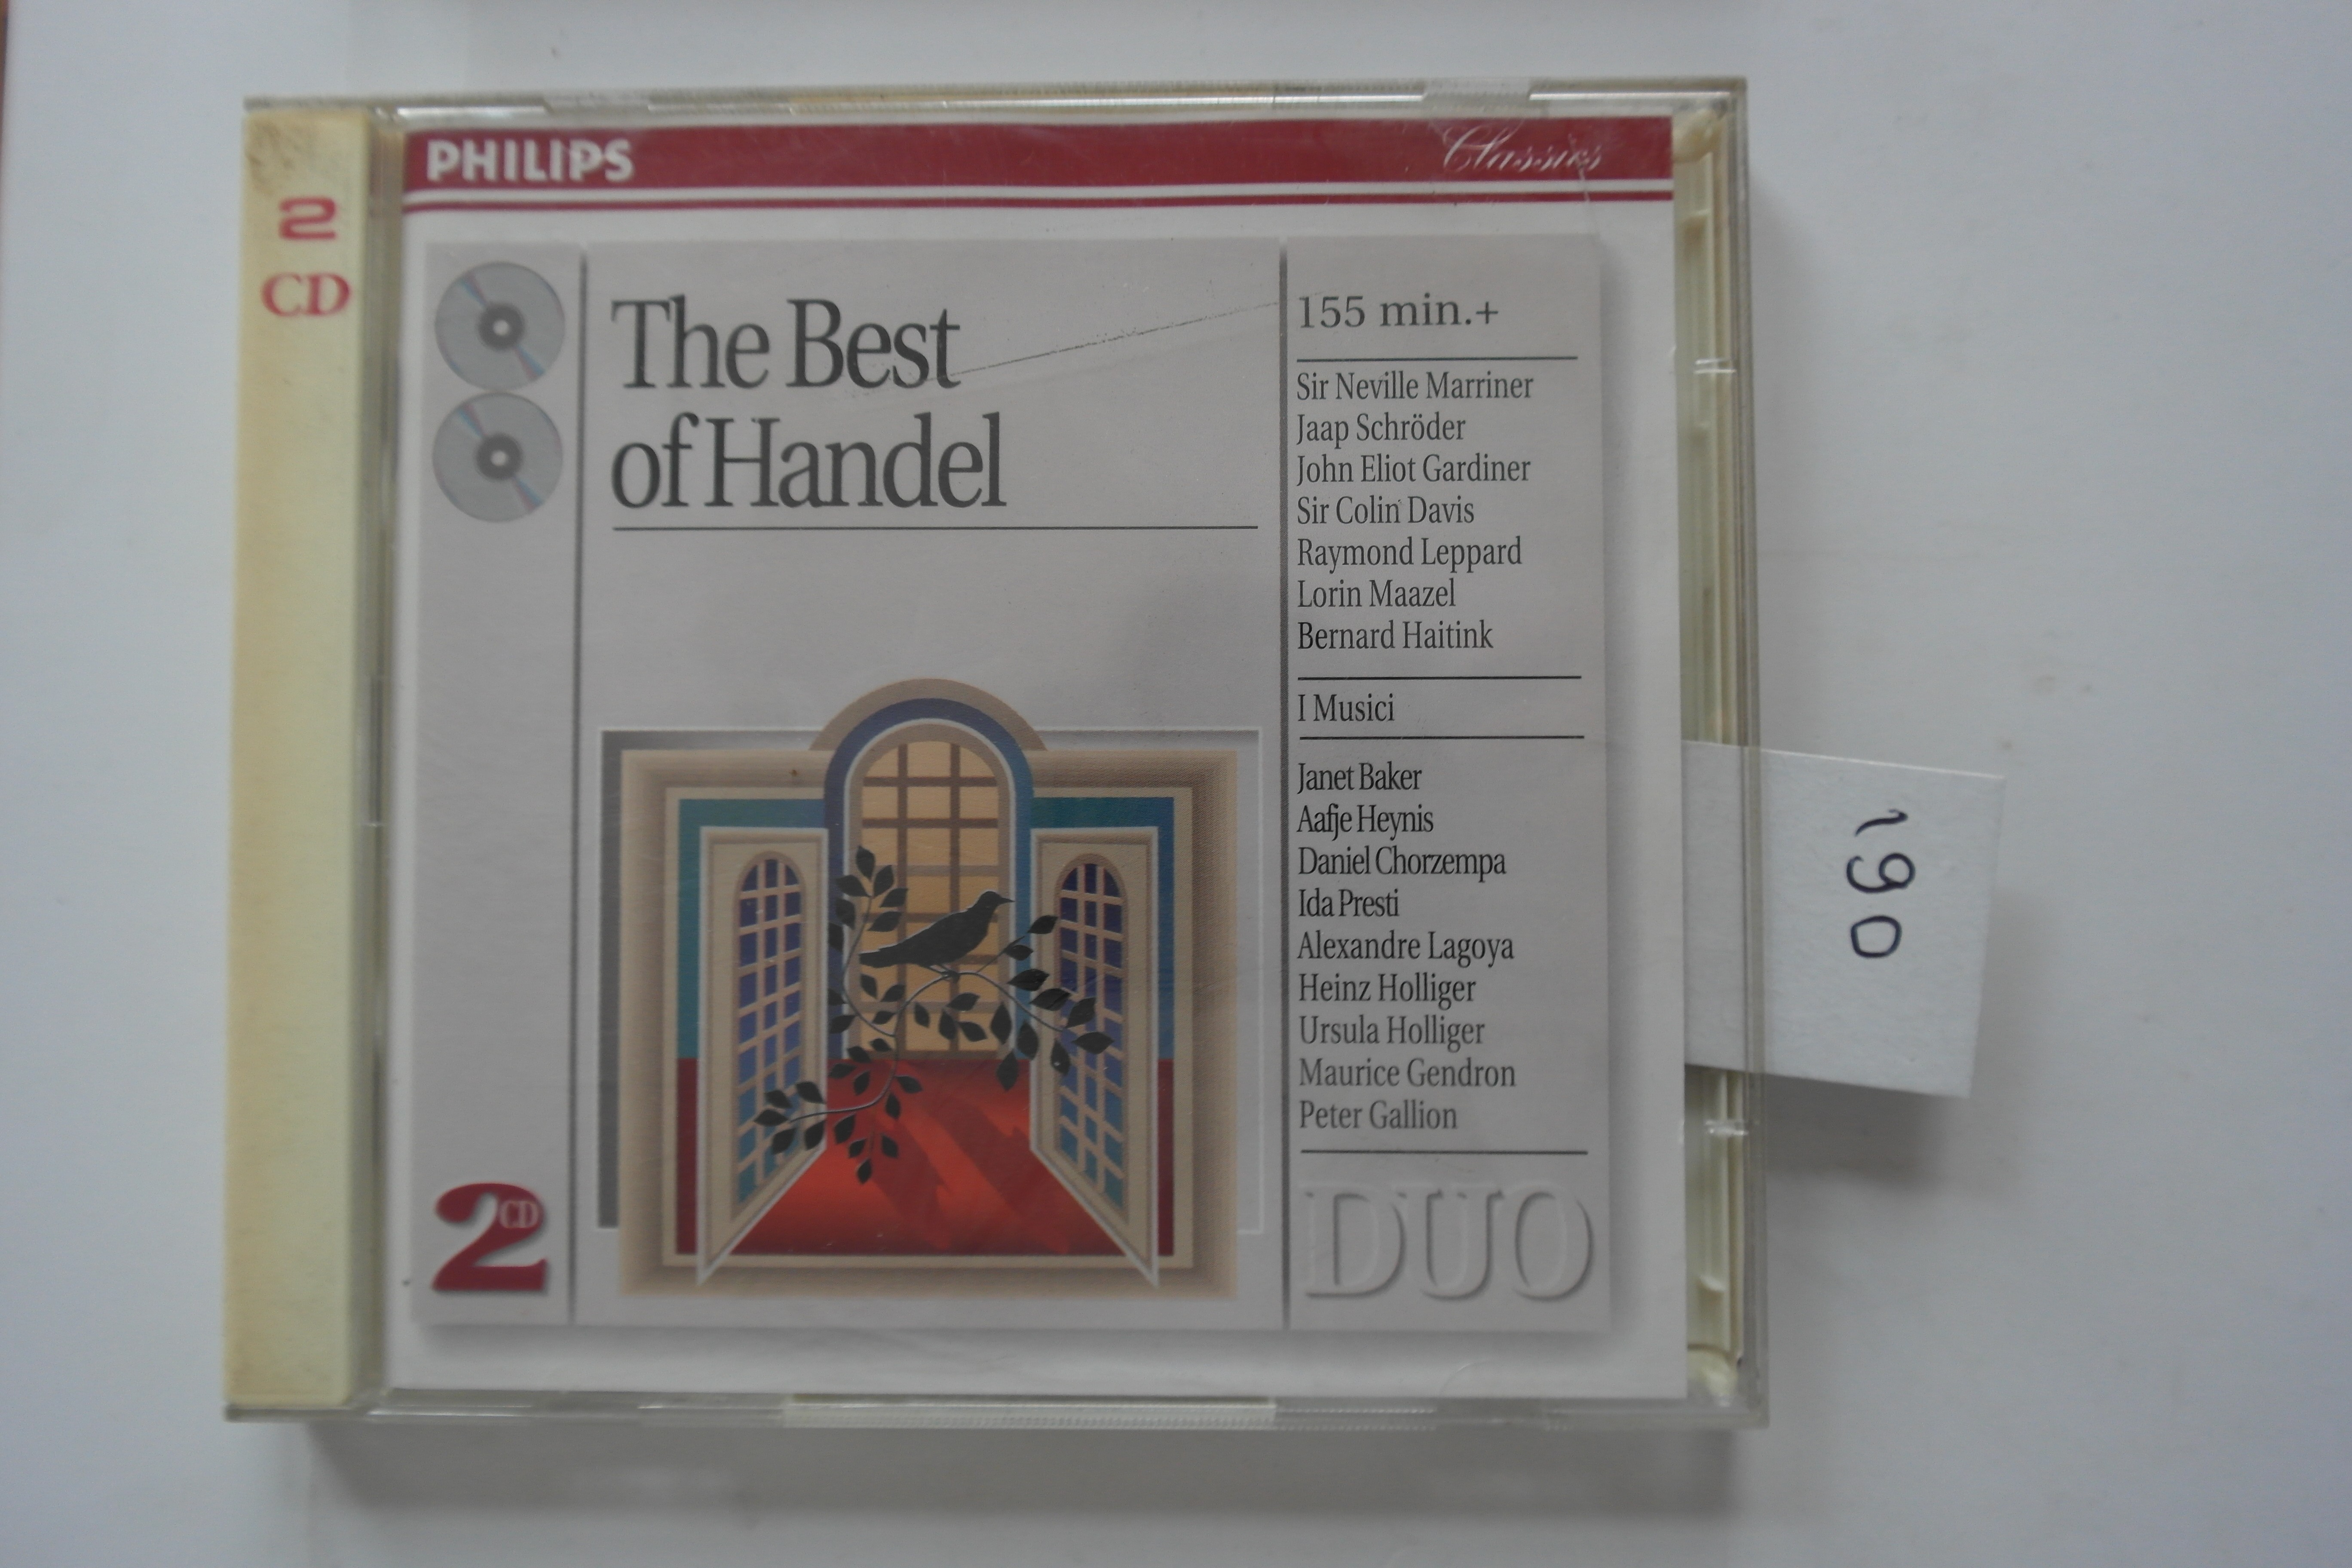 2
CD
PHILIPS
Classics
The Best
of Handel
155 min.+
Sir Neville Marriner
Jaap Schröder
John Eliot Gardiner
Sir Colin Davis
Raymond Leppard
Lorin Maazel
Bernard Haitink
I Musici
Janet Baker
Aafje Heynis
Daniel Chorzempa
Ida Presti
Alexandre Lagoya
Heinz Holliger
Ursula Holliger
Maurice Gendron
Peter Gallion
2 CD
DUO
190